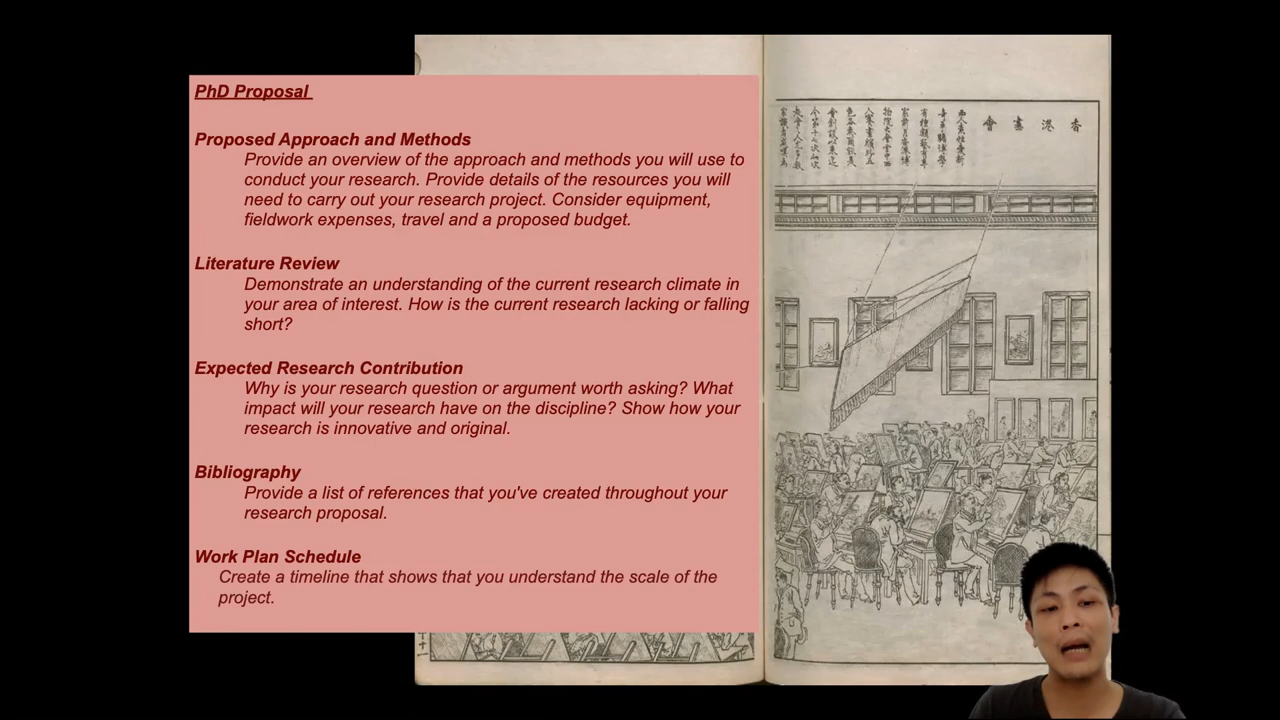 PhD Proposal
Proposed Approach and Methods
Provide an overview of the approach and methods you will use to
conduct your research. Provide details of the resources you will
need to carry out your research project. Consider equipment,
fieldwork expenses, travel and a proposed budget.
Literature Review
Demonstrate an understanding of the current research climate in
your area of interest. How is the current research lacking or falling
short?
Expected Research Contribution
Why is your research question or argument worth asking? What
impact will your research have on the discipline? Show how your
research is innovative and original.
Bibliography
Provide a list of references that you've created throughout your
research proposal.
Work Plan Schedule
Create a timeline that shows that you understand the scale of the
project.
香港畫會